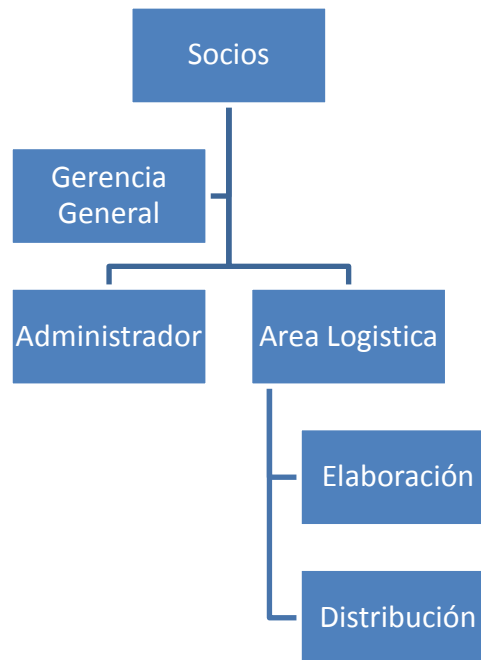 Socios
Gerencia
General
Administrador
Area Logistica
Elaboración
Distribución